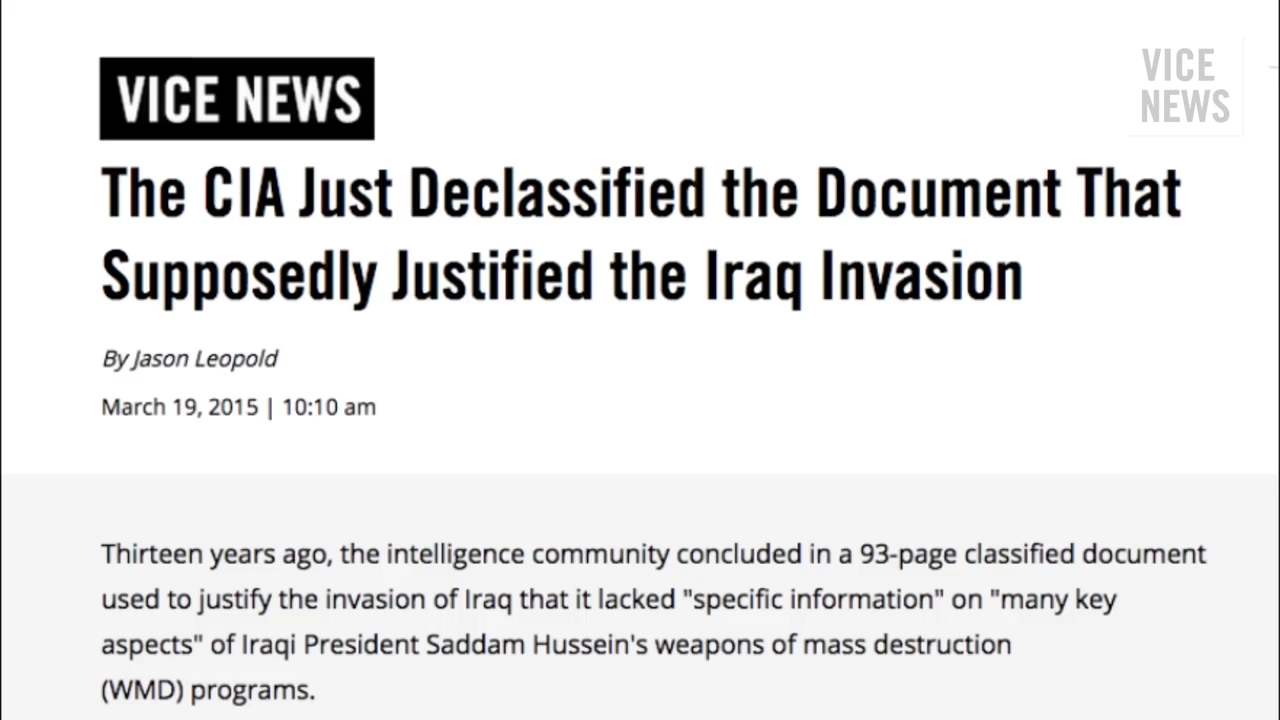 VICE NEWS
VICE
NEWS
The CIA Just Declassified the Document That
Supposedly Justified the Iraq Invasion
By Jason Leopold
March 19, 2015 | 10:10 am
Thirteen years ago, the intelligence community concluded in a 93-page classified document
used to justify the invasion of Iraq that it lacked "specific information" on "many key
aspects" of Iraqi President Saddam Hussein's weapons of mass destruction
(WMD) programs.